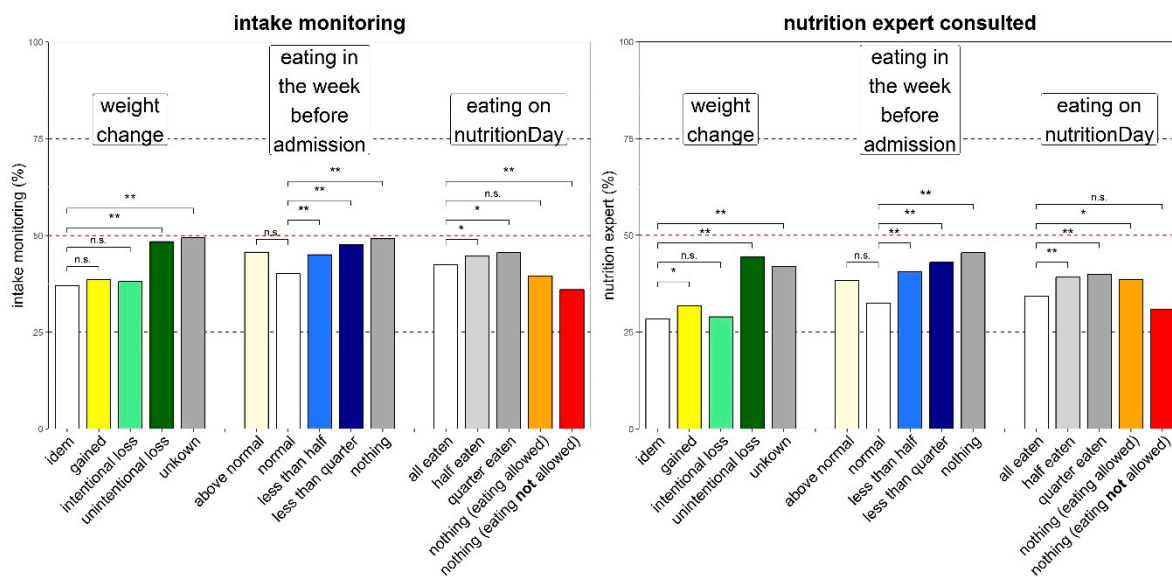 intake monitoring
weight
change
eating in
the week
before
admission
eating on
nutritionDay
intake monitoring (%)
100
75
50
25
0
**
**
n.s.
n.s.
**
**
**
n.s.
**
n.s.
*
*
idem
gained
intentional loss
unintentional loss
unkown
above normal
normal
less than half
less than quarter
nothing
all eaten
half eaten
quarter eaten
nothing (eating allowed)
nothing (eating not allowed)
nutrition expert consulted
weight
change
eating in
the week
before
admission
eating on
nutritionDay
nutrition expert (%)
100
75
50
25
0
**
**
n.s.
*
**
**
**
n.s.
n.s.
*
**
**
idem
gained
intentional loss
unintentional loss
unkown
above normal
normal
less than half
less than quarter
nothing
all eaten
half eaten
quarter eaten
nothing (eating allowed)
nothing (eating not allowed)